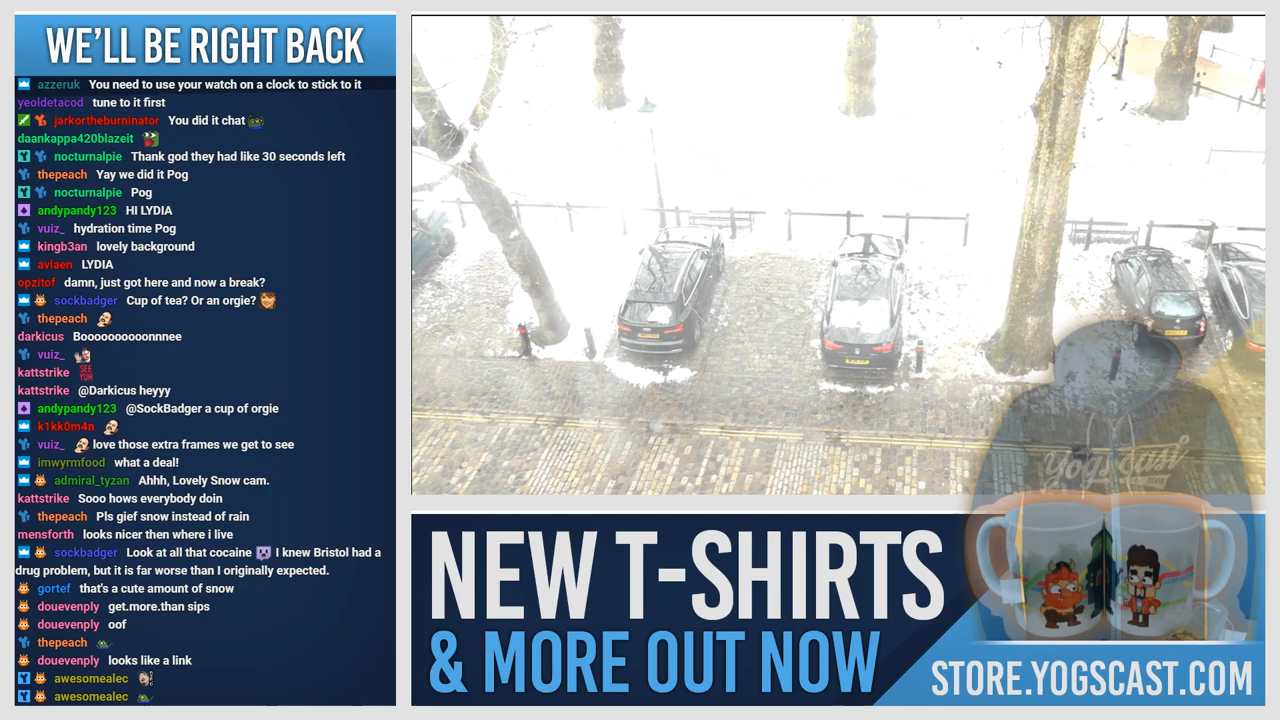 WE'LL BE RIGHT BACK
azzeruk You need to use your watch on a clock to stick to it
yeoldetacod tune to it first
jarkortheburninator You did it chat
daankappa420blazeit
nocturnalpie Thank god they had like 30 seconds left
thepeach Yay we did it Pog
nocturnalpie Pog
andypandy123 HI LYDIA
vuiz_ hydration time Pog
kingb3an lovely background
avlaen LYDIA
opzitof damn, just got here and now a break?
sockbadger Cup of tea? Or an orgie?
thepeach
darkicus Boooooooooonnnee
vuiz_
kattstrike SEE YUH
kattstrike @Darkicus heyyy
andypandy123 @SockBadger a cup of orgie
k1kk0m4n
vuiz_ love those extra frames we get to see
imwyrmfood what a deal!
admiral_tyzan Ahhh, Lovely Snow cam.
kattstrike Sooo hows everybody doin
thepeach Pls gief snow instead of rain
mensforth looks nicer then where i live
sockbadger Look at all that cocaine I knew Bristol had a
drug problem, but it is far worse than I originally expected.
gortef that's a cute amount of snow
douevenply get.more.than sips
douevenply oof
thepeach
douevenply looks like a link
awesomealec
awesomealec
Yogscast
NEW T-SHIRTS
& MORE OUT NOW
STORE.YOGSCAST.COM